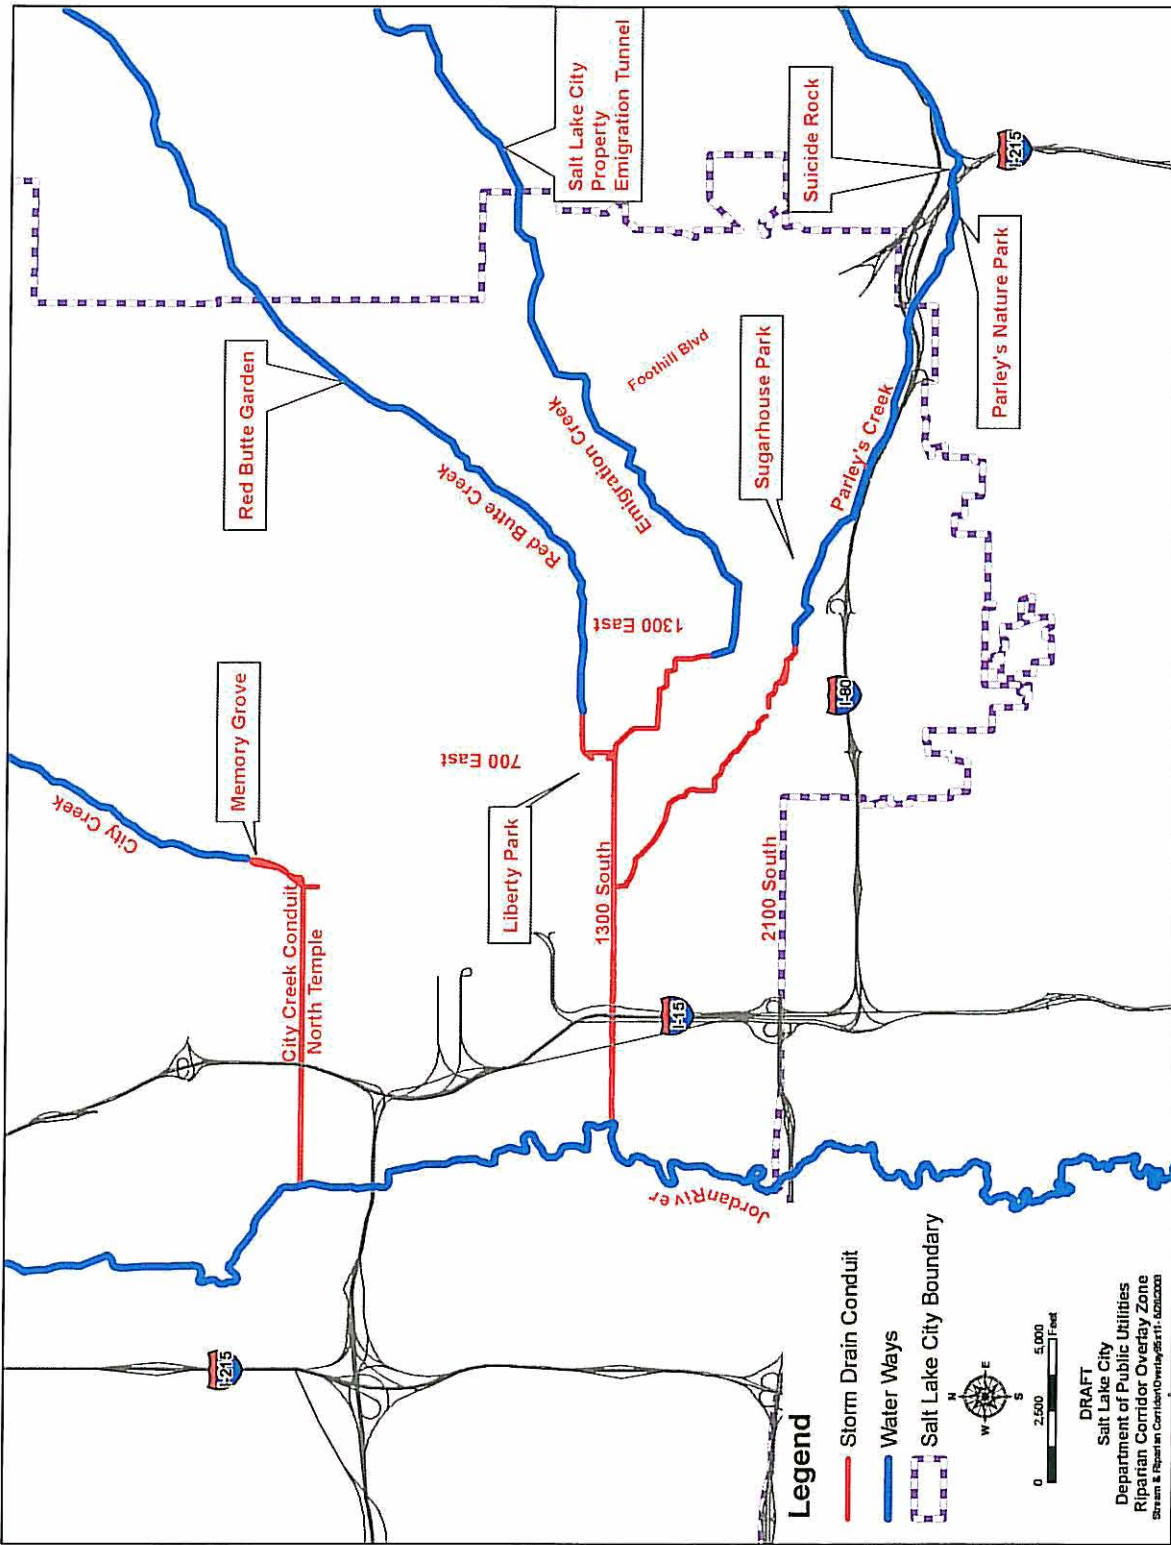 City Creek
Memory Grove
City Creek Conduit
North Temple
Red Butte Garden
Red Butte Creek
Salt Lake City
Property
Emigration Tunnel
Emigration Creek
Foothill Blvd
1300 East
700 East
Liberty Park
1300 South
Sugarhouse Park
Suicide Rock
Parley's Creek
Parley's Nature Park
2100 South
JordanRiver
I-215
I-15
I-80
I-215
Legend
Storm Drain Conduit
Water Ways
Salt Lake City Boundary
N
W
E
S
0
2,500
5,000
Feet
DRAFT
Salt Lake City
Department of Public Utilities
Riparian Corridor Overlay Zone